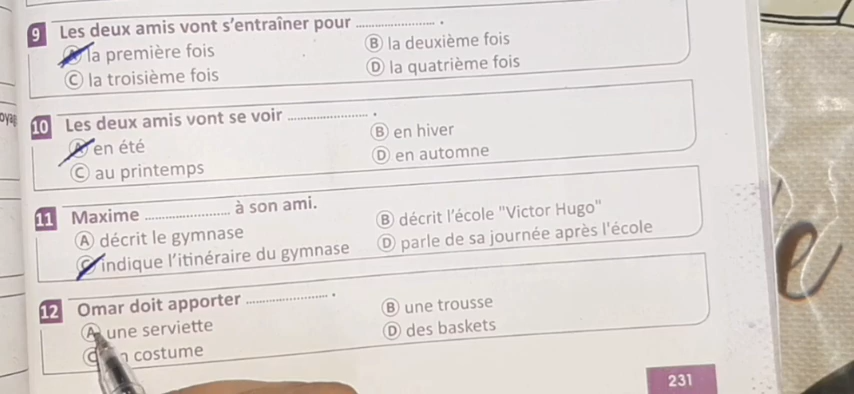 9 Les deux amis vont s'entraîner pour .................... .
A la première fois B la deuxième fois
C la troisième fois D la quatrième fois
10 Les deux amis vont se voir .................... .
A en été B en hiver
C au printemps D en automne
11 Maxime .................... à son ami.
A décrit le gymnase B décrit l'école "Victor Hugo"
C indique l'itinéraire du gymnase D parle de sa journée après l'école
12 Omar doit apporter .................... .
A une serviette B une trousse
C costume D des baskets
231